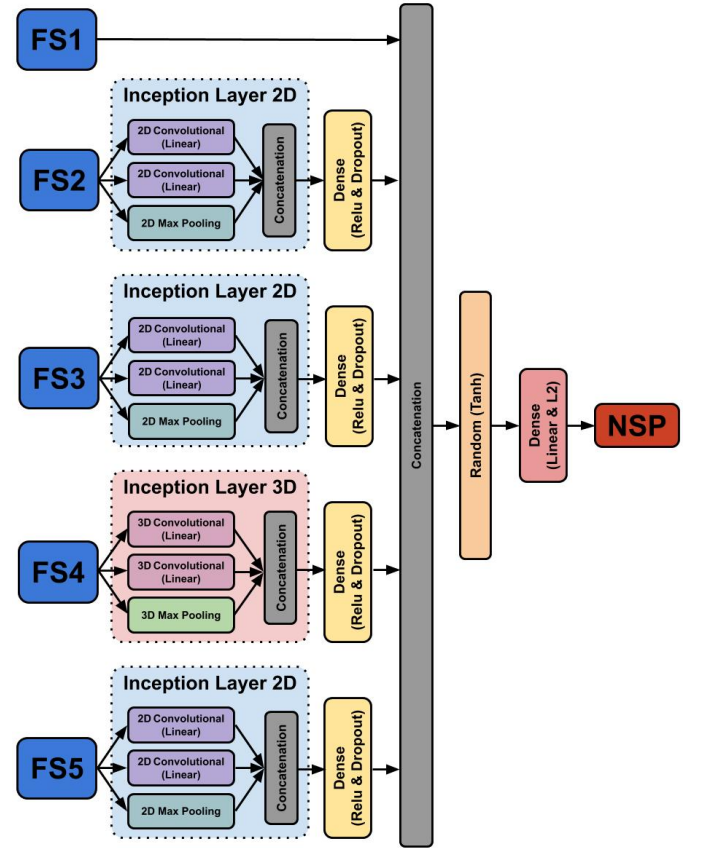 FS1
Inception Layer 2D
2D Convolutional
(Linear)
2D Convolutional
(Linear)
2D Max Pooling
Concatenation
Dense
(Relu & Dropout)
FS2
Inception Layer 2D
2D Convolutional
(Linear)
2D Convolutional
(Linear)
2D Max Pooling
Concatenation
Dense
(Relu & Dropout)
FS3
Inception Layer 3D
3D Convolutional
(Linear)
3D Convolutional
(Linear)
3D Max Pooling
Concatenation
Dense
(Relu & Dropout)
FS4
Inception Layer 2D
2D Convolutional
(Linear)
2D Convolutional
(Linear)
2D Max Pooling
Concatenation
Dense
(Relu & Dropout)
FS5
Concatenation
Random (Tanh)
Dense
(Linear & L2)
NSP